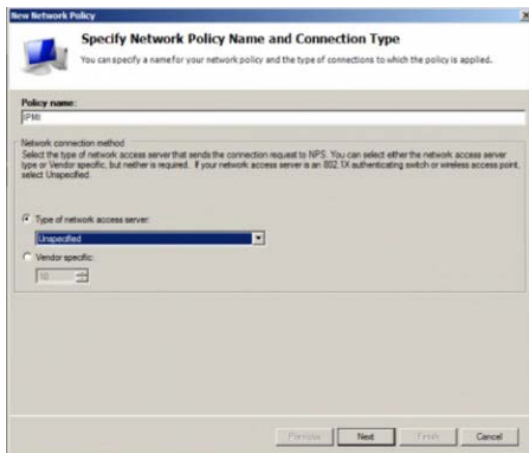 New Network Policy
Specify Network Policy Name and Connection Type
You can specify a name for your network policy and the type of connections to which the policy is applied.
Policy name:
IPMI
Network connection method
Select the type of network access server that sends the connection request to NPS. You can select either the network access server
type or Vendor specific, but neither is required. If your network access server is an 802.1X authenticating switch or wireless access point,
select Unspecified.
Type of network access server:
Unspecified
Vendor specific:
10
Previous Next Finish Cancel